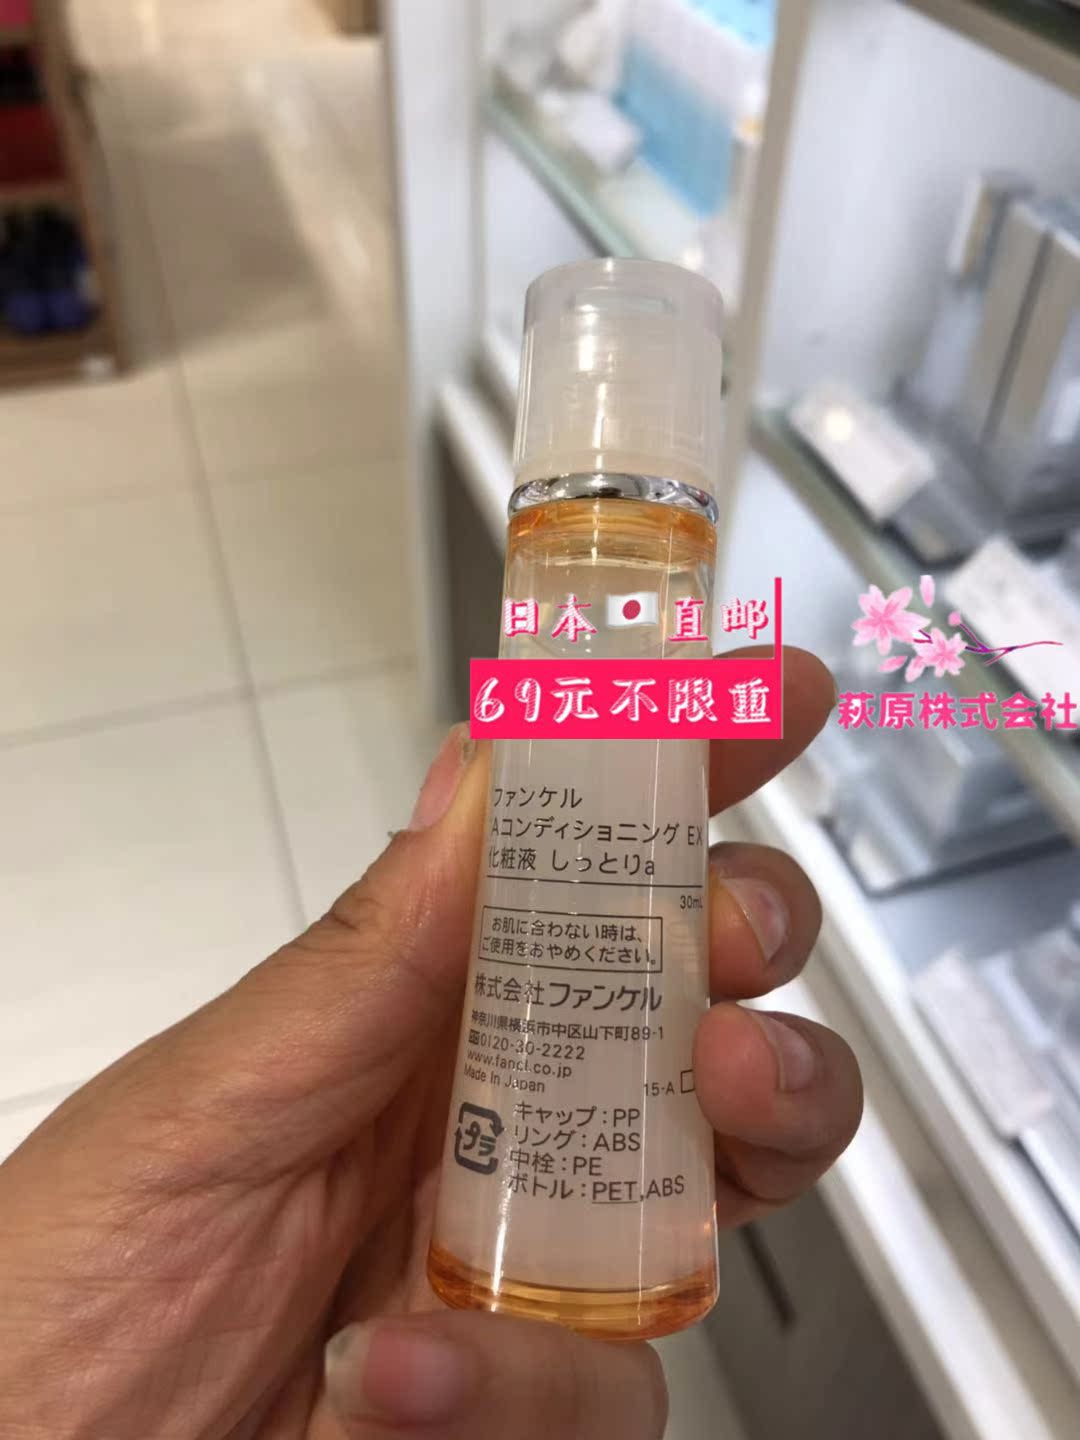 日本🇯🇵直邮
69元不限重
萩原株式会社
ファンケル
Aコンディショニング EX
化粧液 しっとりa
30mL
お肌に合わない時は、
ご使用をおやめください。
株式会社ファンケル
神奈川県横浜市中区山下町89-1
0120-30-2222
www.fancl.co.jp
Made In Japan
15-A
プラ
キャップ:PP
リング:ABS
中栓:PE
ボトル:PET,ABS